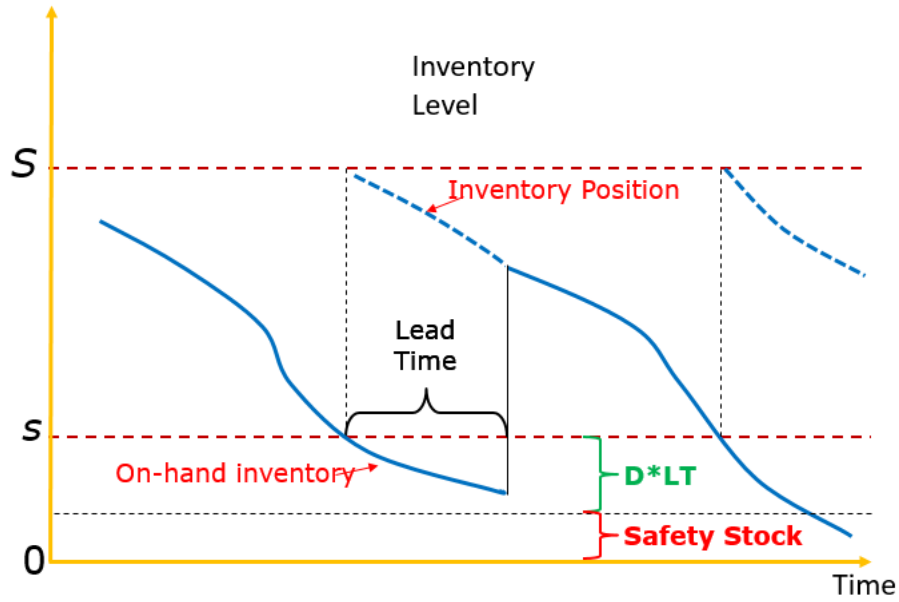 Inventory
Level
S
Inventory Position
Lead
Time
s
On-hand inventory
D*LT
Safety Stock
0
Time